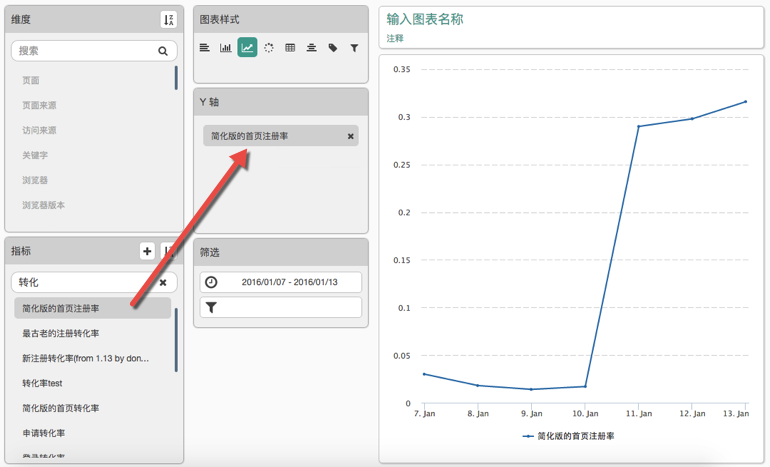 维度
搜索
页面
页面来源
访问来源
关键字
浏览器
浏览器版本
指标
转化
简化版的首页注册率
最古老的注册转化率
新注册转化率(from 1.13 by don...
转化率test
简化版的首页转化率
申请转化率
登录转化率
图表样式
Y 轴
简化版的首页注册率
筛选
2016/01/07 - 2016/01/13
输入图表名称
注释
0.35
0.3
0.25
0.2
0.15
0.1
0.05
0
7. Jan 8. Jan 9. Jan 10. Jan 11. Jan 12. Jan 13. Jan
简化版的首页注册率